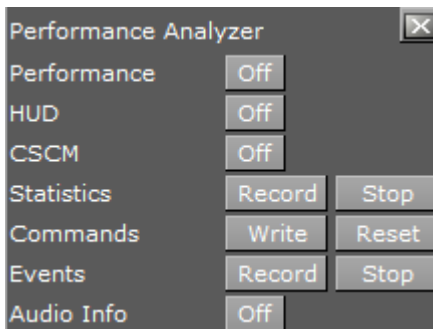 Performance Analyzer
Performance Off
HUD Off
CSCM Off
Statistics Record Stop
Commands Write Reset
Events Record Stop
Audio Info Off